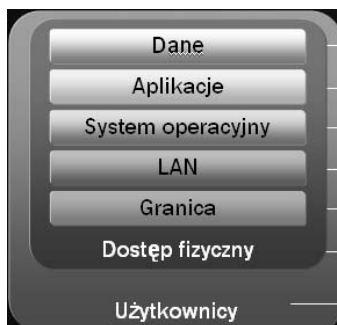 Dane
Aplikacje
System operacyjny
LAN
Granica
Dostęp fizyczny
Użytkownicy